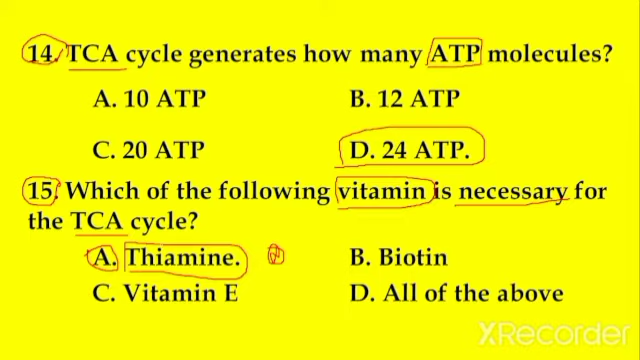 14. TCA cycle generates how many ATP molecules?
A. 10 ATP B. 12 ATP
C. 20 ATP D. 24 ATP.
15. Which of the following vitamin is necessary for
the TCA cycle?
A. Thiamine. B. Biotin
C. Vitamin E D. All of the above
XRecorder